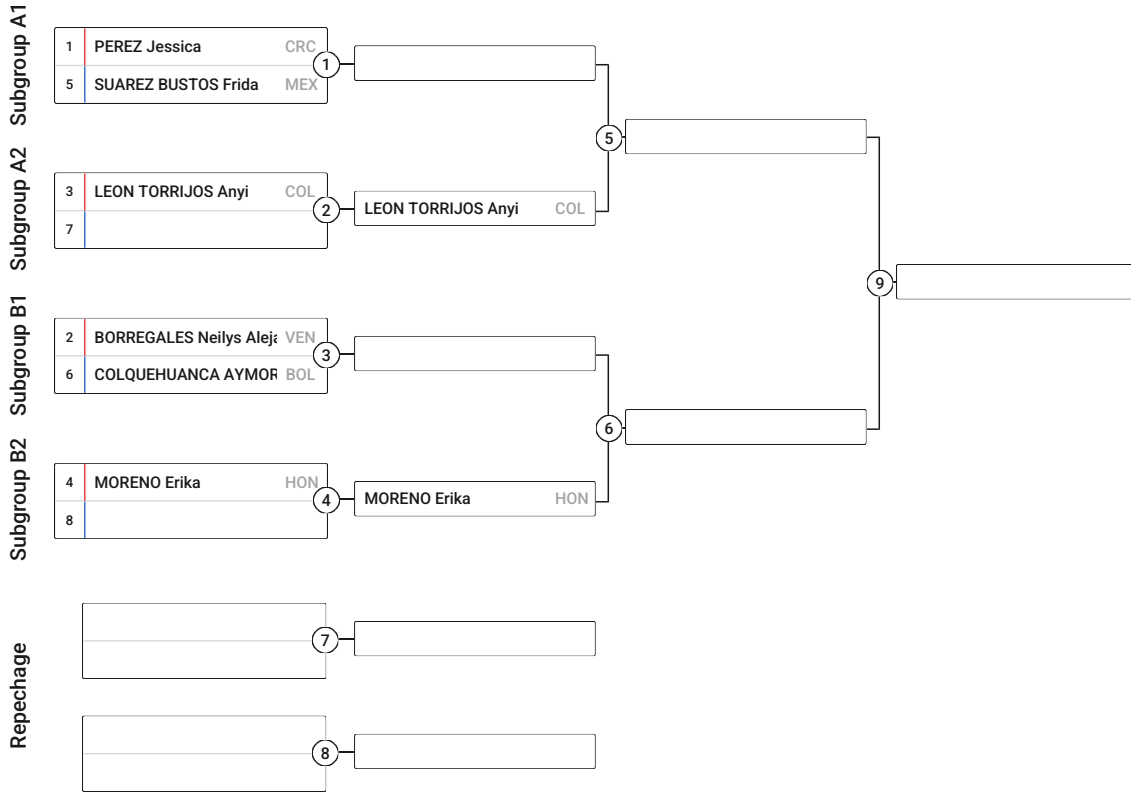 Subgroup A1
1 PEREZ Jessica CRC
5 SUAREZ BUSTOS Frida MEX
1
5
Subgroup A2
3 LEON TORRIJOS Anyi COL
7
2
LEON TORRIJOS Anyi COL
9
Subgroup B1
2 BORREGALES Neilys Aleja VEN
6 COLQUEHUANCA AYMOR BOL
3
6
Subgroup B2
4 MORENO Erika HON
8
4
MORENO Erika HON
Repechage
7
8